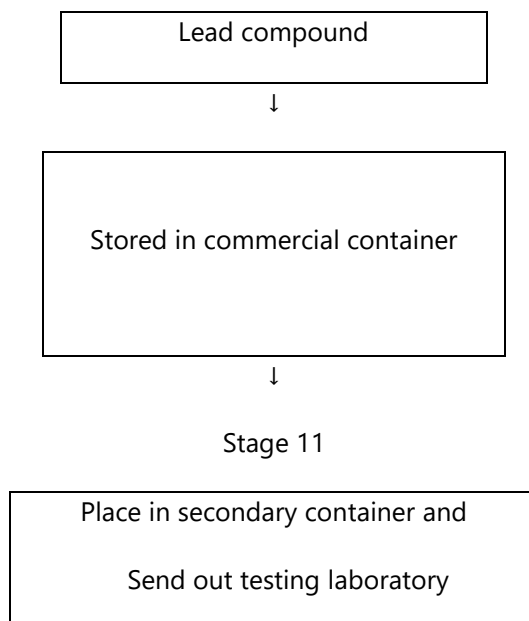 Lead compound
↓
Stored in commercial container
↓
Stage 11
Place in secondary container and
Send out testing laboratory